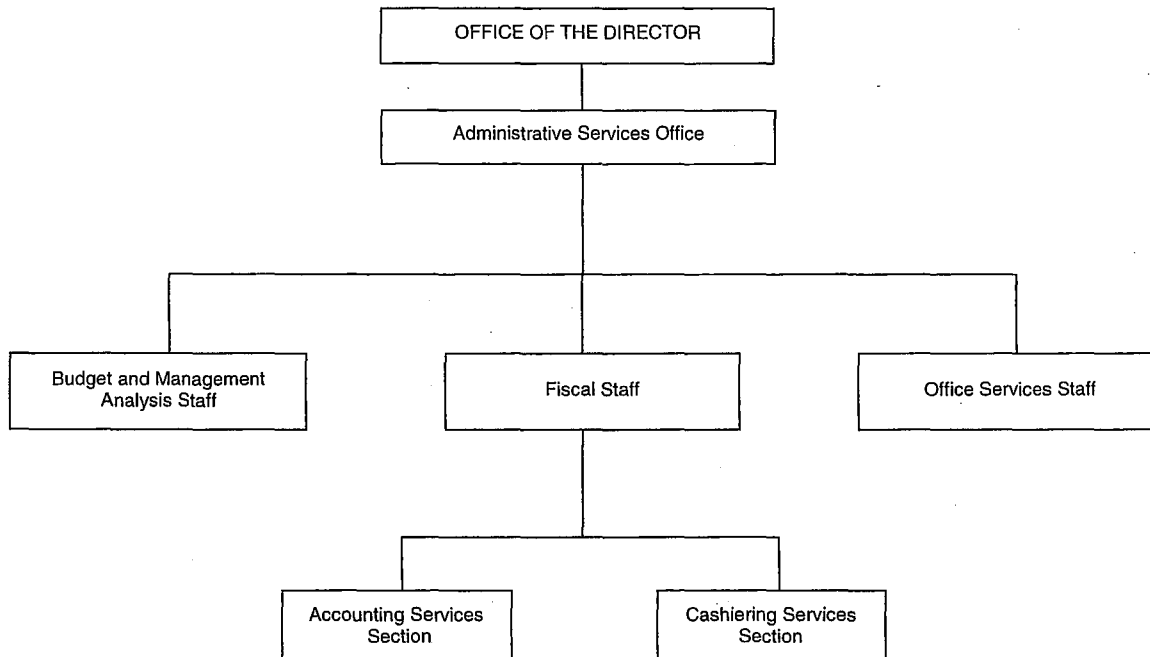 OFFICE OF THE DIRECTOR
Administrative Services Office
Budget and Management
Analysis Staff
Fiscal Staff
Office Services Staff
Accounting Services
Section
Cashiering Services
Section